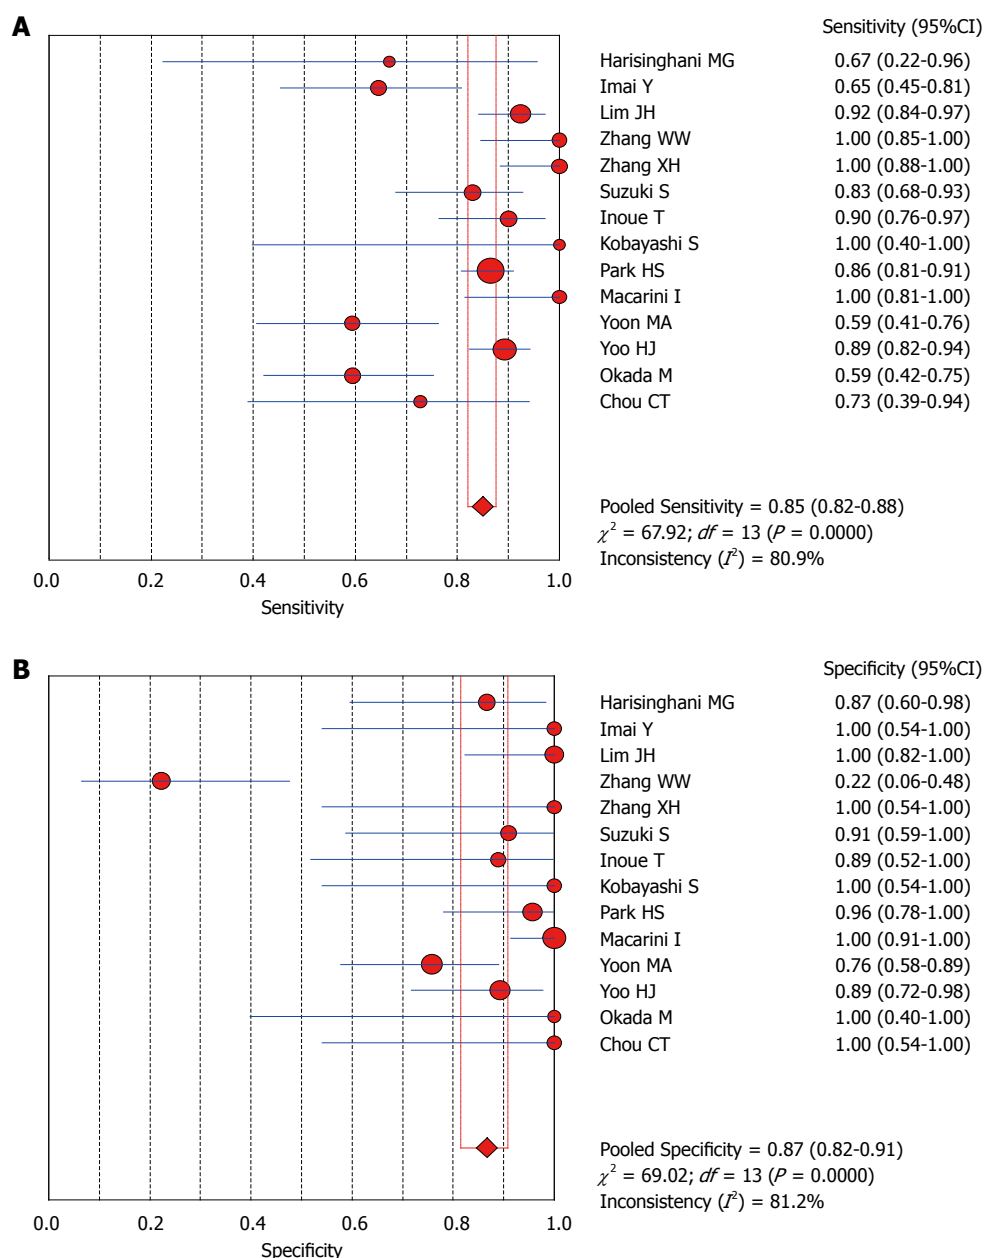 A
Sensitivity (95%CI)
Harisinghani MG 0.67 (0.22-0.96)
Imai Y 0.65 (0.45-0.81)
Lim JH 0.92 (0.84-0.97)
Zhang WW 1.00 (0.85-1.00)
Zhang XH 1.00 (0.88-1.00)
Suzuki S 0.83 (0.68-0.93)
Inoue T 0.90 (0.76-0.97)
Kobayashi S 1.00 (0.40-1.00)
Park HS 0.86 (0.81-0.91)
Macarini I 1.00 (0.81-1.00)
Yoon MA 0.59 (0.41-0.76)
Yoo HJ 0.89 (0.82-0.94)
Okada M 0.59 (0.42-0.75)
Chou CT 0.73 (0.39-0.94)
Pooled Sensitivity = 0.85 (0.82-0.88)
χ² = 67.92; df = 13 (P = 0.0000)
Inconsistency (I²) = 80.9%
0.0 0.2 0.4 0.6 0.8 1.0
Sensitivity
B
Specificity (95%CI)
Harisinghani MG 0.87 (0.60-0.98)
Imai Y 1.00 (0.54-1.00)
Lim JH 1.00 (0.82-1.00)
Zhang WW 0.22 (0.06-0.48)
Zhang XH 1.00 (0.54-1.00)
Suzuki S 0.91 (0.59-1.00)
Inoue T 0.89 (0.52-1.00)
Kobayashi S 1.00 (0.54-1.00)
Park HS 0.96 (0.78-1.00)
Macarini I 1.00 (0.91-1.00)
Yoon MA 0.76 (0.58-0.89)
Yoo HJ 0.89 (0.72-0.98)
Okada M 1.00 (0.40-1.00)
Chou CT 1.00 (0.54-1.00)
Pooled Specificity = 0.87 (0.82-0.91)
χ² = 69.02; df = 13 (P = 0.0000)
Inconsistency (I²) = 81.2%
0.0 0.2 0.4 0.6 0.8 1.0
Specificity